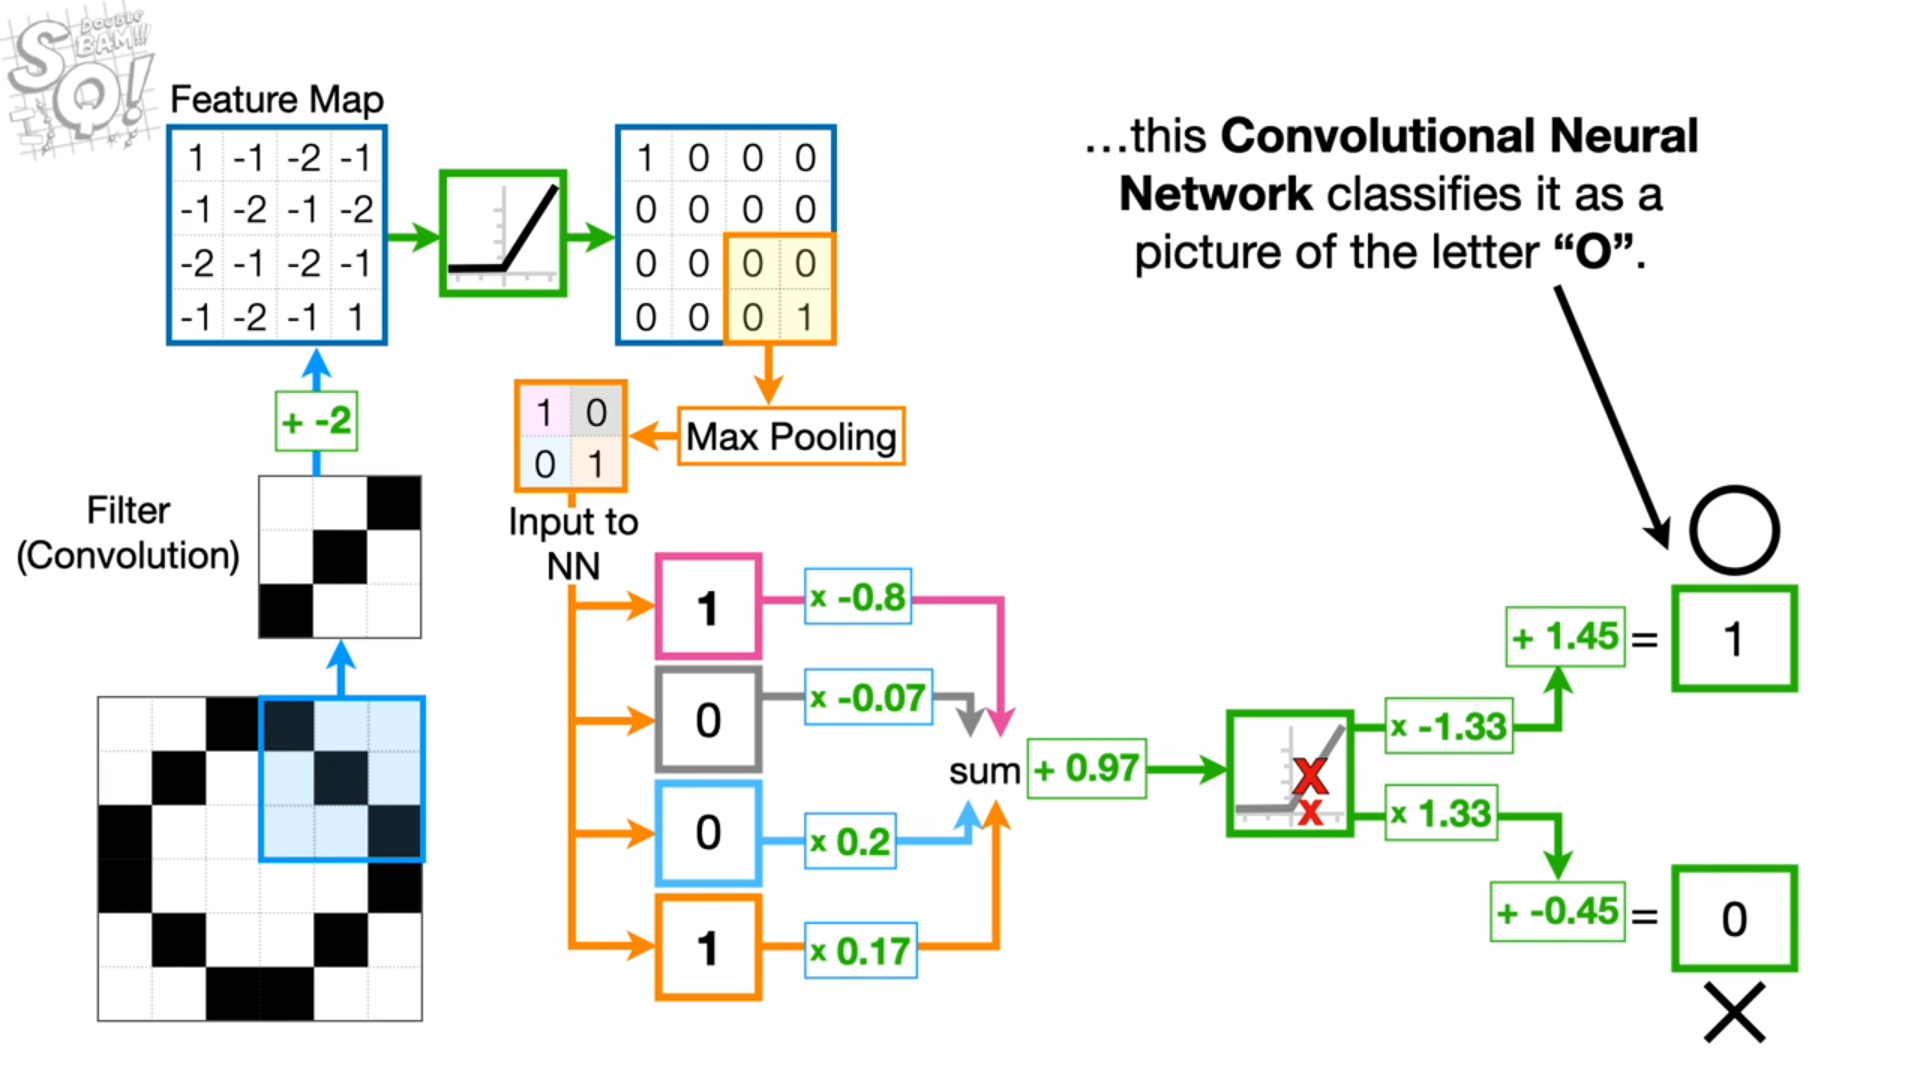 DOUBLE
BAM!!!
SQ!
Feature Map
1 -1 -2 -1
-1 -2 -1 -2
-2 -1 -2 -1
-1 -2 -1 1
1 0 0 0
0 0 0 0
0 0 0 0
0 0 0 1
…this Convolutional Neural
Network classifies it as a
picture of the letter “O”.
+ -2
Max Pooling
1 0
0 1
Filter
(Convolution)
Input to
NN
1
x -0.8
0
x -0.07
0
x 0.2
1
x 0.17
sum
+ 0.97
x -1.33
+ 1.45 =
1
x 1.33
+ -0.45 =
0